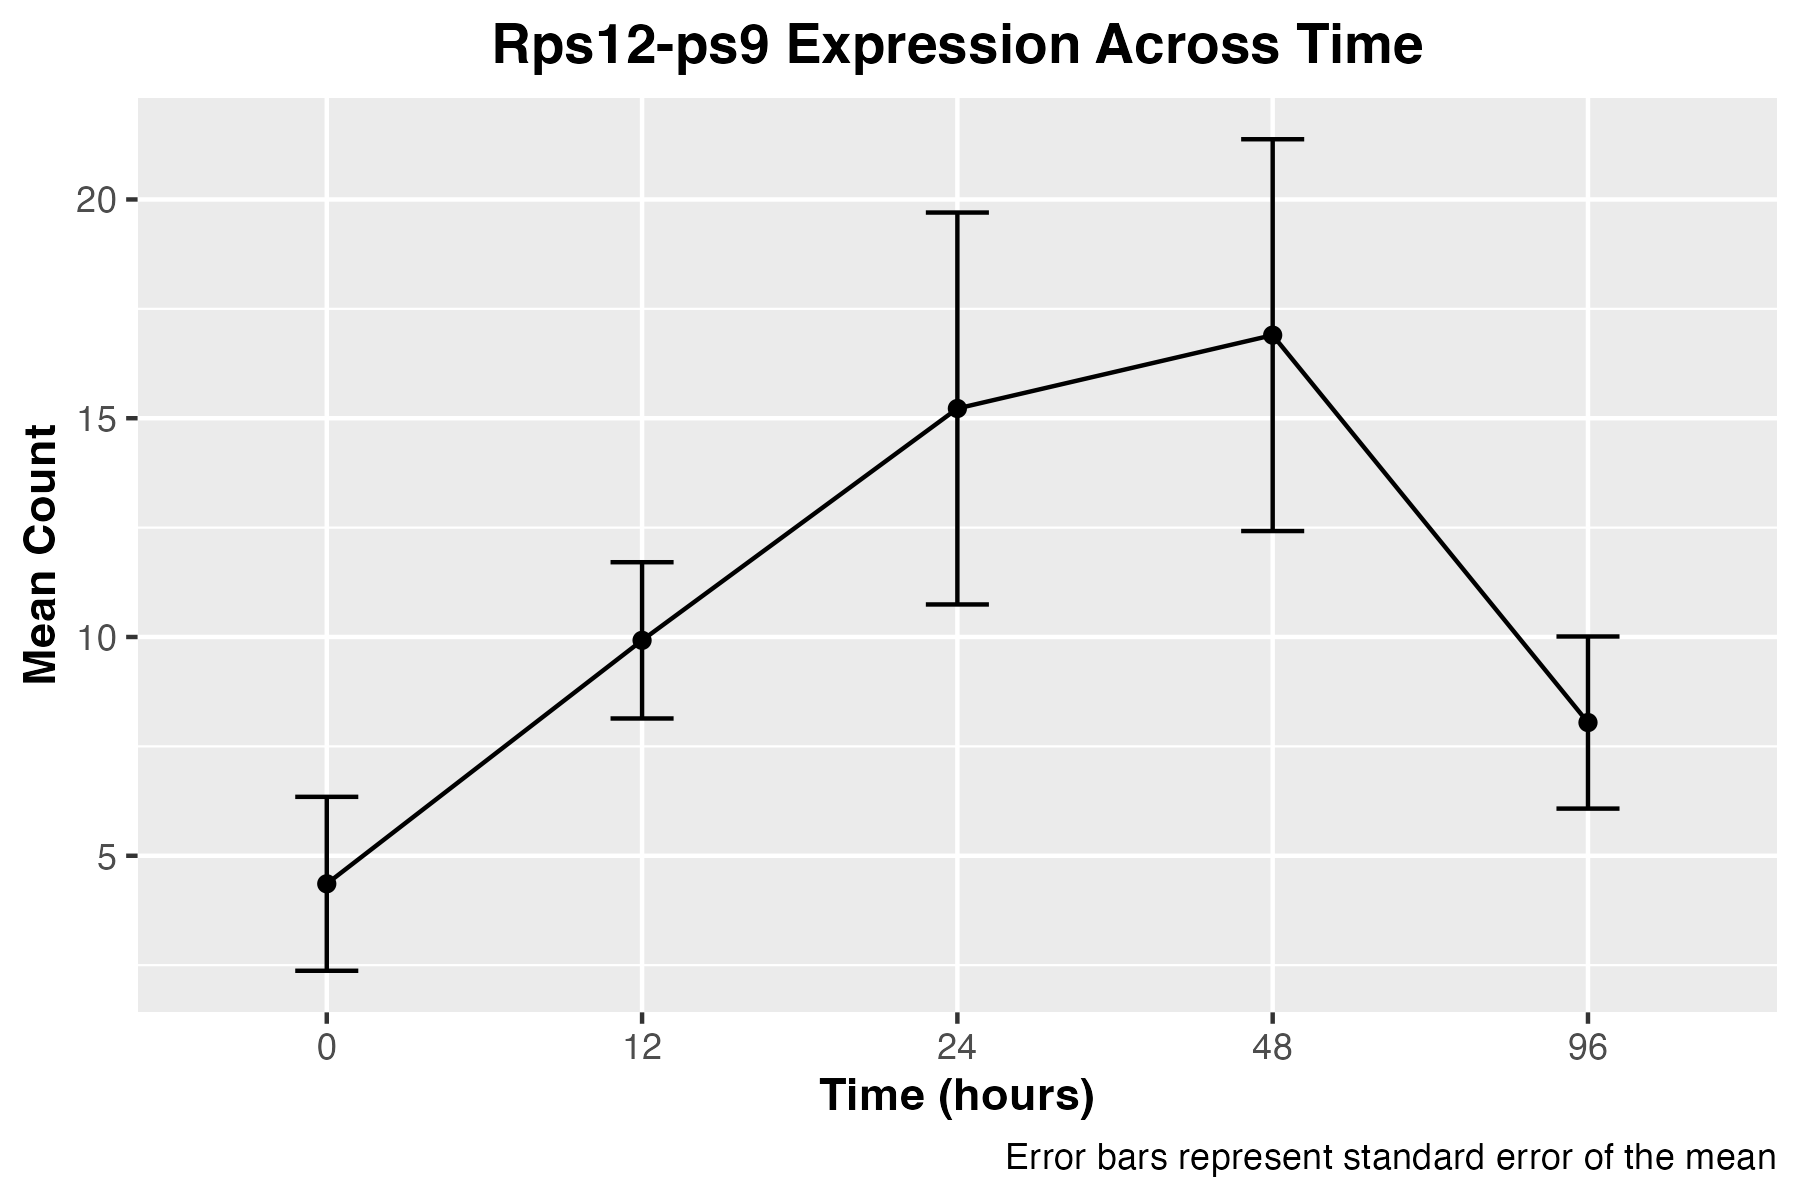 Rps12-ps9 Expression Across Time
Mean Count
20
15
10
5
0 12 24 48 96
Time (hours)
Error bars represent standard error of the mean